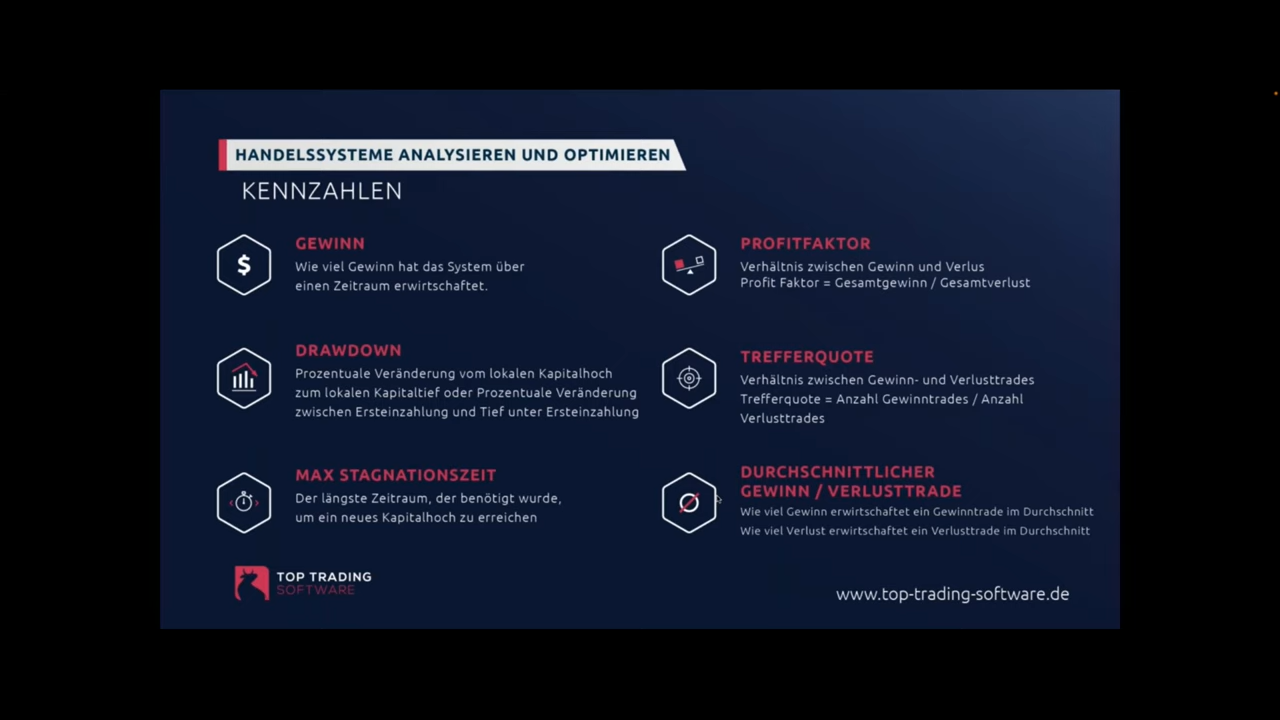 HANDELSSYSTEME ANALYSIEREN UND OPTIMIEREN
KENNZAHLEN
$
GEWINN
Wie viel Gewinn hat das System über
einen Zeitraum erwirtschaftet.
DRAWDOWN
Prozentuale Veränderung vom lokalen Kapitalhoch
zum lokalen Kapitaltief oder Prozentuale Veränderung
zwischen Ersteinzahlung und Tief unter Ersteinzahlung
MAX STAGNATIONSZEIT
Der längste Zeitraum, der benötigt wurde,
um ein neues Kapitalhoch zu erreichen
PROFITFAKTOR
Verhältnis zwischen Gewinn und Verlus
Profit Faktor = Gesamtgewinn / Gesamtverlust
TREFFERQUOTE
Verhältnis zwischen Gewinn- und Verlusttrades
Trefferquote = Anzahl Gewinntrades / Anzahl
Verlusttrades
Ø
DURCHSCHNITTLICHER
GEWINN / VERLUSTTRADE
Wie viel Gewinn erwirtschaftet ein Gewinntrade im Durchschnitt
Wie viel Verlust erwirtschaftet ein Verlusttrade im Durchschnitt
TOP TRADING
SOFTWARE
www.top-trading-software.de